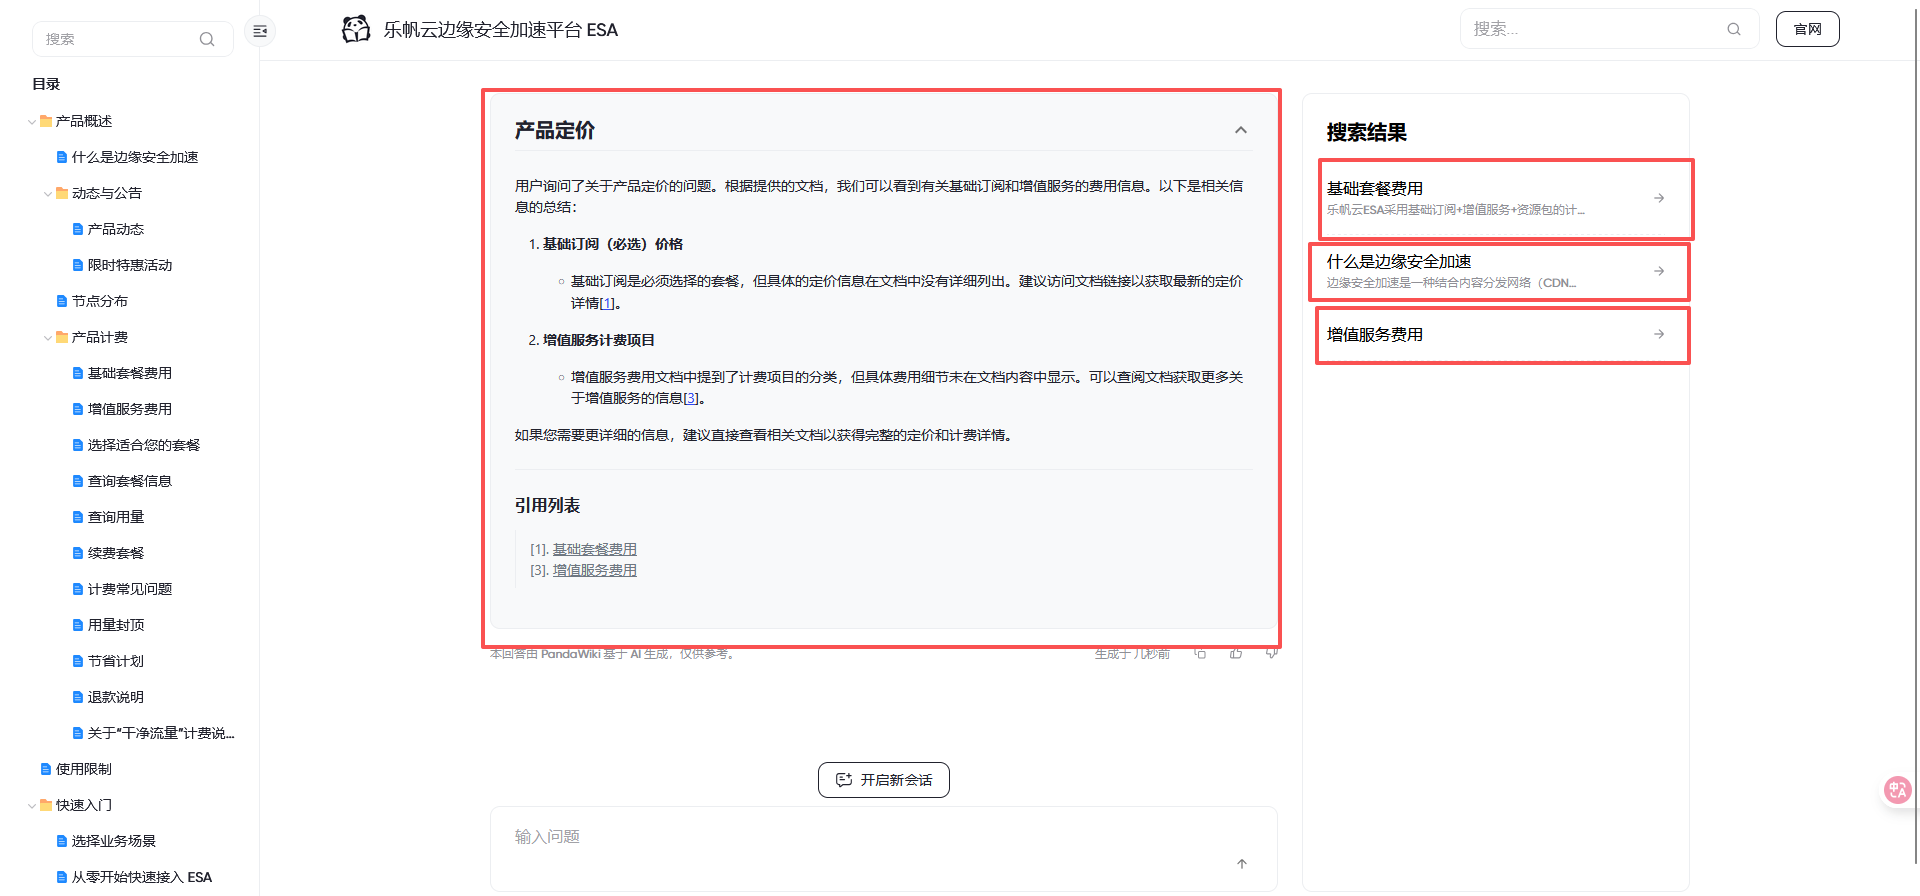 搜索
目录
产品概述
什么是边缘安全加速
动态与公告
产品动态
限时特惠活动
节点分布
产品计费
基础套餐费用
增值服务费用
选择适合您的套餐
查询套餐信息
查询用量
续费套餐
计费常见问题
用量封顶
节省计划
退款说明
关于“干净流量”计费说...
使用限制
快速入门
选择业务场景
从零开始快速接入 ESA
乐帆云边缘安全加速平台 ESA
搜索...
官网
产品定价
用户询问了关于产品定价的问题。根据提供的文档，我们可以看到有关基础订阅和增值服务的费用信息。以下是相关信
息的总结：
1. 基础订阅（必选）价格
基础订阅是必须选择的套餐，但具体的定价信息在文档中没有详细列出。建议访问文档链接以获取最新的定价
详情[1]。
2. 增值服务计费项目
增值服务费用文档中提到了计费项目的分类，但具体费用细节未在文档内容中显示。可以查阅文档获取更多关
于增值服务的信息[3]。
如果您需要更详细的信息，建议直接查看相关文档以获得完整的定价和计费详情。
引用列表
[1]. 基础套餐费用
[3]. 增值服务费用
本回答由 PandaWiki 基于 AI 生成，仅供参考。
生成于 几秒前
开启新会话
输入问题
搜索结果
基础套餐费用
乐帆云ESA采用基础订阅+增值服务+资源包的计...
什么是边缘安全加速
边缘安全加速是一种结合内容分发网络（CDN...
增值服务费用